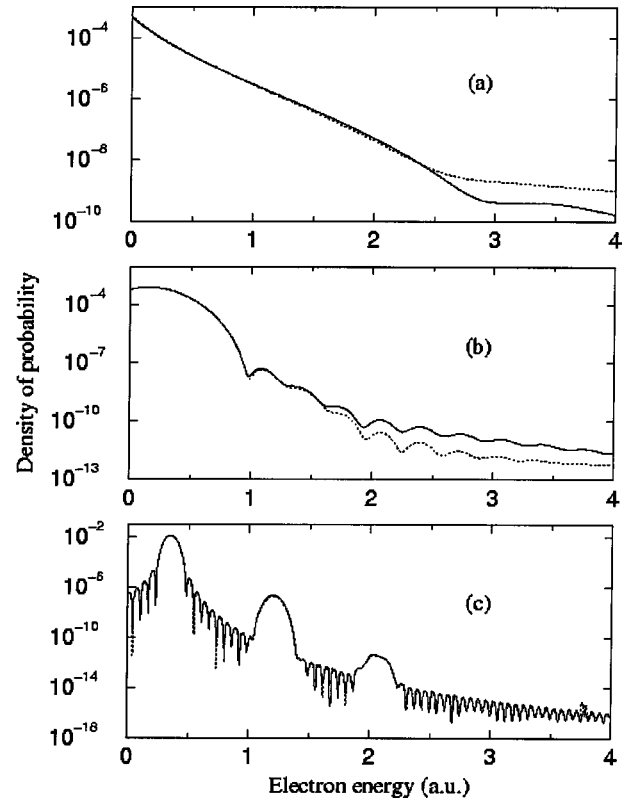 10⁻⁴
10⁻⁶
10⁻⁸
10⁻¹⁰
(a)
0 1 2 3 4
Density of probability
10⁻⁴
10⁻⁷
10⁻¹⁰
10⁻¹³
(b)
0 1 2 3 4
10⁻²
10⁻⁶
10⁻¹⁰
10⁻¹⁴
10⁻¹⁸
(c)
0 1 2 3 4
Electron energy (a.u.)